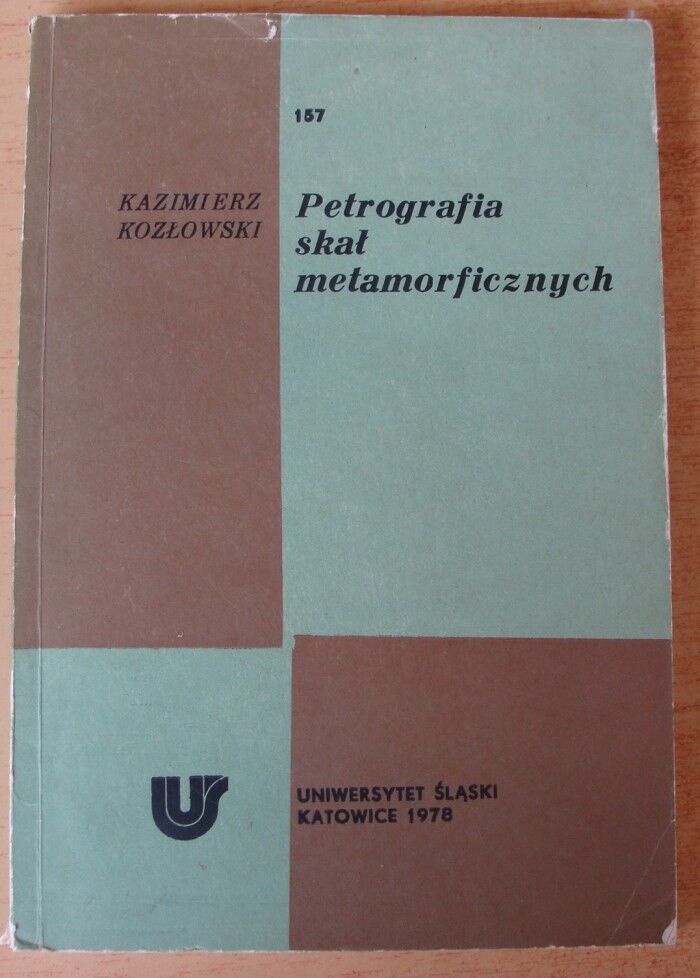 157
KAZIMIERZ
KOZŁOWSKI
Petrografia
skał
metamorficznych
UNIWERSYTET ŚLĄSKI
KATOWICE 1978